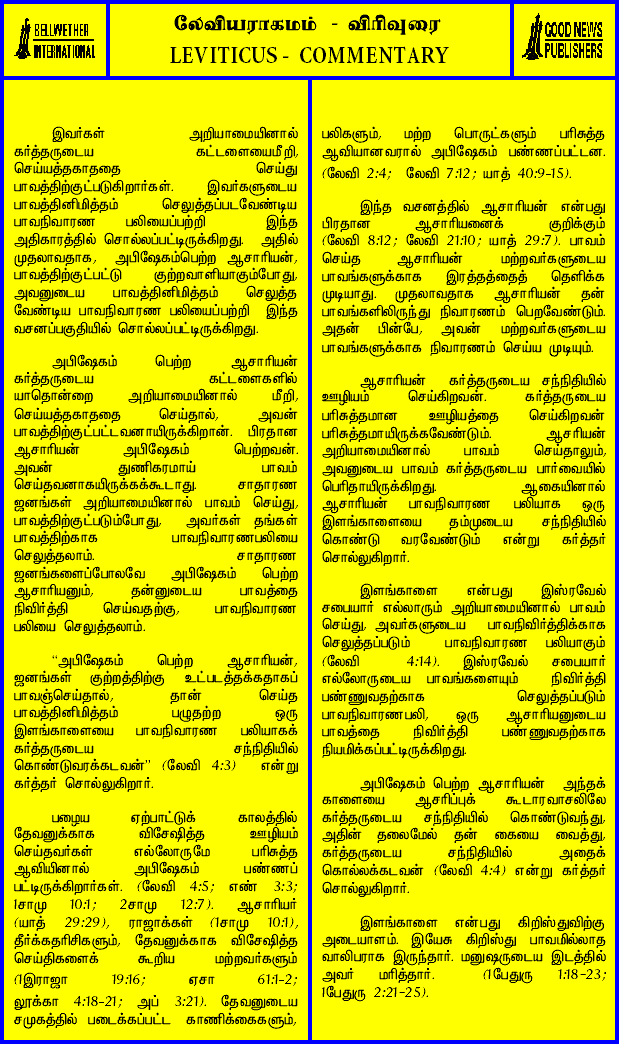 BELLWETHER
INTERNATIONAL
லேவியராகமம் - விரிவுரை
LEVITICUS - COMMENTARY
GOOD NEWS
PUBLISHERS
இவர்கள் அறியாமையினால்
கர்த்தருடைய கட்டளையைமீறி,
செய்யத்தகாததை செய்து
பாவத்திற்குட்படுகிறார்கள். இவர்களுடைய
பாவத்தினிமித்தம் செலுத்தப்படவேண்டிய
பாவநிவாரண பலியைப்பற்றி இந்த
அதிகாரத்தில் சொல்லப்பட்டிருக்கிறது. அதில்
முதலாவதாக, அபிஷேகம்பெற்ற ஆசாரியன்,
பாவத்திற்குட்பட்டு குற்றவாளியாகும்போது,
அவனுடைய பாவத்தினிமித்தம் செலுத்த
வேண்டிய பாவநிவாரண பலியைப்பற்றி இந்த
வசனப்பகுதியில் சொல்லப்பட்டிருக்கிறது.
அபிஷேகம் பெற்ற ஆசாரியன்
கர்த்தருடைய கட்டளைகளில்
யாதொன்றை அறியாமையினால் மீறி,
செய்யத்தகாததை செய்தால், அவன்
பாவத்திற்குட்பட்டவனாயிருக்கிறான். பிரதான
ஆசாரியன் அபிஷேகம் பெற்றவன்.
அவன் துணிகரமாய் பாவம்
செய்தவனாகயிருக்கக்கூடாது. சாதாரண
ஜனங்கள் அறியாமையினால் பாவம் செய்து,
பாவத்திற்குட்படும்போது, அவர்கள் தங்கள்
பாவத்திற்காக பாவநிவாரணபலியை
செலுத்தலாம். சாதாரண
ஜனங்களைப்போலவே அபிஷேகம் பெற்ற
ஆசாரியனும், தன்னுடைய பாவத்தை
நிவிர்த்தி செய்வதற்கு, பாவநிவாரண
பலியை செலுத்தலாம்.
“அபிஷேகம் பெற்ற ஆசாரியன்,
ஜனங்கள் குற்றத்திற்கு உட்படத்தக்கதாகப்
பாவஞ்செய்தால், தான் செய்த
பாவத்தினிமித்தம் பழுதற்ற ஒரு
இளங்காளையை பாவநிவாரண பலியாகக்
கர்த்தருடைய சந்நிதியில்
கொண்டுவரக்கடவன்” (லேவி 4:3) என்று
கர்த்தர் சொல்லுகிறார்.
பழைய ஏற்பாட்டுக் காலத்தில்
தேவனுக்காக விசேஷித்த ஊழியம்
செய்தவர்கள் எல்லோருமே பரிசுத்த
ஆவியினால் அபிஷேகம் பண்ணப்
பட்டிருக்கிறார்கள். (லேவி 4:5; எண் 3:3;
1சாமு 10:1; 2சாமு 12:7). ஆசாரியர்
(யாத் 29:29), ராஜாக்கள் (1சாமு 10:1),
தீர்க்கதரிசிகளும், தேவனுக்காக விசேஷித்த
செய்திகளைக் கூறிய மற்றவர்களும்
(1இராஜா 19:16; ஏசா 61:1-2;
லூக்கா 4:18-21; அப் 3:21). தேவனுடைய
சமுகத்தில் படைக்கப்பட்ட காணிக்கைகளும்,
பலிகளும், மற்ற பொருட்களும் பரிசுத்த
ஆவியானவரால் அபிஷேகம் பண்ணப்பட்டன.
(லேவி 2:4; லேவி 7:12; யாத் 40:9-15).
இந்த வசனத்தில் ஆசாரியன் என்பது
பிரதான ஆசாரியனைக் குறிக்கும்
(லேவி 8:12; லேவி 21:10; யாத் 29:7). பாவம்
செய்த ஆசாரியன் மற்றவர்களுடைய
பாவங்களுக்காக இரத்தத்தைத் தெளிக்க
முடியாது. முதலாவதாக ஆசாரியன் தன்
பாவங்களிலிருந்து நிவாரணம் பெறவேண்டும்.
அதன் பின்பே, அவன் மற்றவர்களுடைய
பாவங்களுக்காக நிவாரணம் செய்ய முடியும்.
ஆசாரியன் கர்த்தருடைய சந்நிதியில்
ஊழியம் செய்கிறவன். கர்த்தருடைய
பரிசுத்தமான ஊழியத்தை செய்கிறவன்
பரிசுத்தமாயிருக்கவேண்டும். ஆசரியன்
அறியாமையினால் பாவம் செய்தாலும்,
அவனுடைய பாவம் கர்த்தருடைய பார்வையில்
பெரிதாயிருக்கிறது. ஆகையினால்
ஆசாரியன் பாவநிவாரண பலியாக ஒரு
இளங்காளையை தம்முடைய சந்நிதியில்
கொண்டு வரவேண்டும் என்று கர்த்தர்
சொல்லுகிறார்.
இளங்காளை என்பது இஸ்ரவேல்
சபையார் எல்லாரும் அறியாமையினால் பாவம்
செய்து, அவர்களுடைய பாவநிவிர்த்திக்காக
செலுத்தப்படும் பாவநிவாரண பலியாகும்
(லேவி 4:14). இஸ்ரவேல் சபையார்
எல்லோருடைய பாவங்களையும் நிவிர்த்தி
பண்ணுவதற்காக செலுத்தப்படும்
பாவநிவாரணபலி, ஒரு ஆசாரியனுடைய
பாவத்தை நிவிர்த்தி பண்ணுவதற்காக
நியமிக்கப்பட்டிருக்கிறது.
அபிஷேகம் பெற்ற ஆசாரியன் அந்தக்
காளையை ஆசரிப்புக் கூடாரவாசலிலே
கர்த்தருடைய சந்நிதியில் கொண்டுவந்து,
அதின் தலைமேல் தன் கையை வைத்து,
கர்த்தருடைய சந்நிதியில் அதைக்
கொல்லக்கடவன் (லேவி 4:4) என்று கர்த்தர்
சொல்லுகிறார்.
இளங்காளை என்பது கிறிஸ்துவிற்கு
அடையாளம். இயேசு கிறிஸ்து பாவமில்லாத
வாலிபராக இருந்தார். மனுஷருடைய இடத்தில்
அவர் மரித்தார். (1பேதுரு 1:18-23;
1பேதுரு 2:21-25).